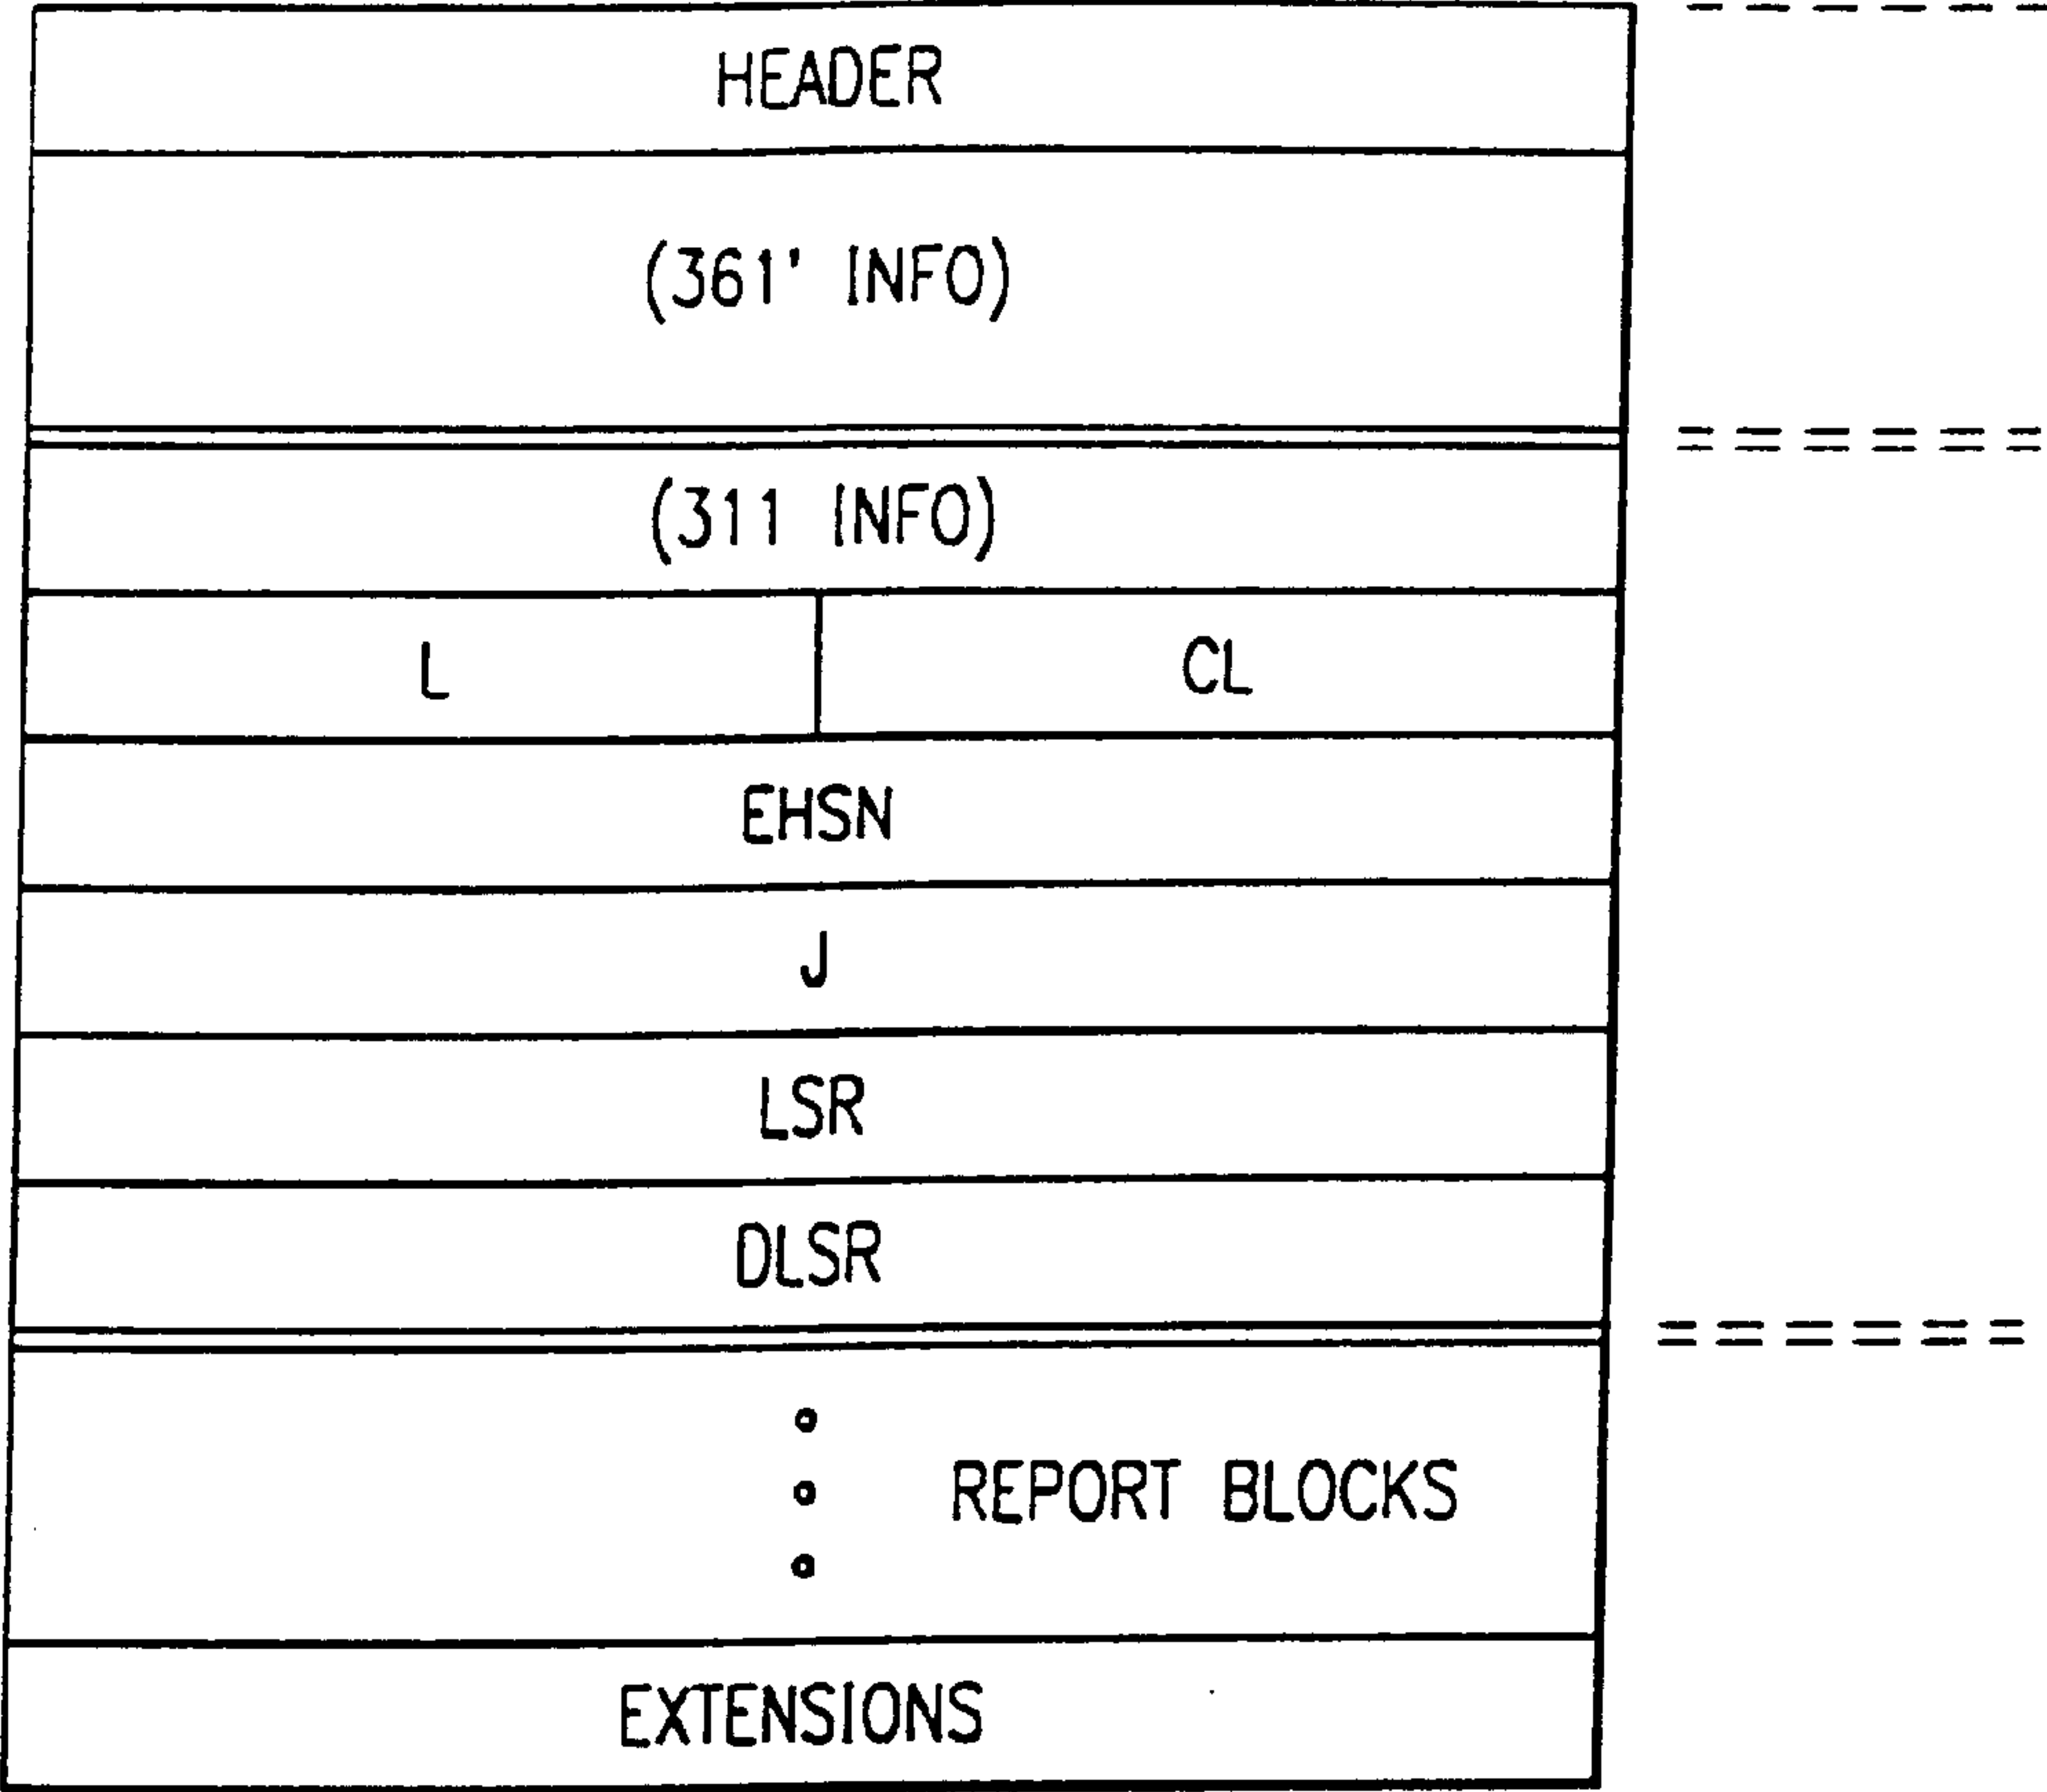 HEADER
(361' INFO)
(311 INFO)
L CL
EHSN
J
LSR
DLSR
REPORT BLOCKS
EXTENSIONS